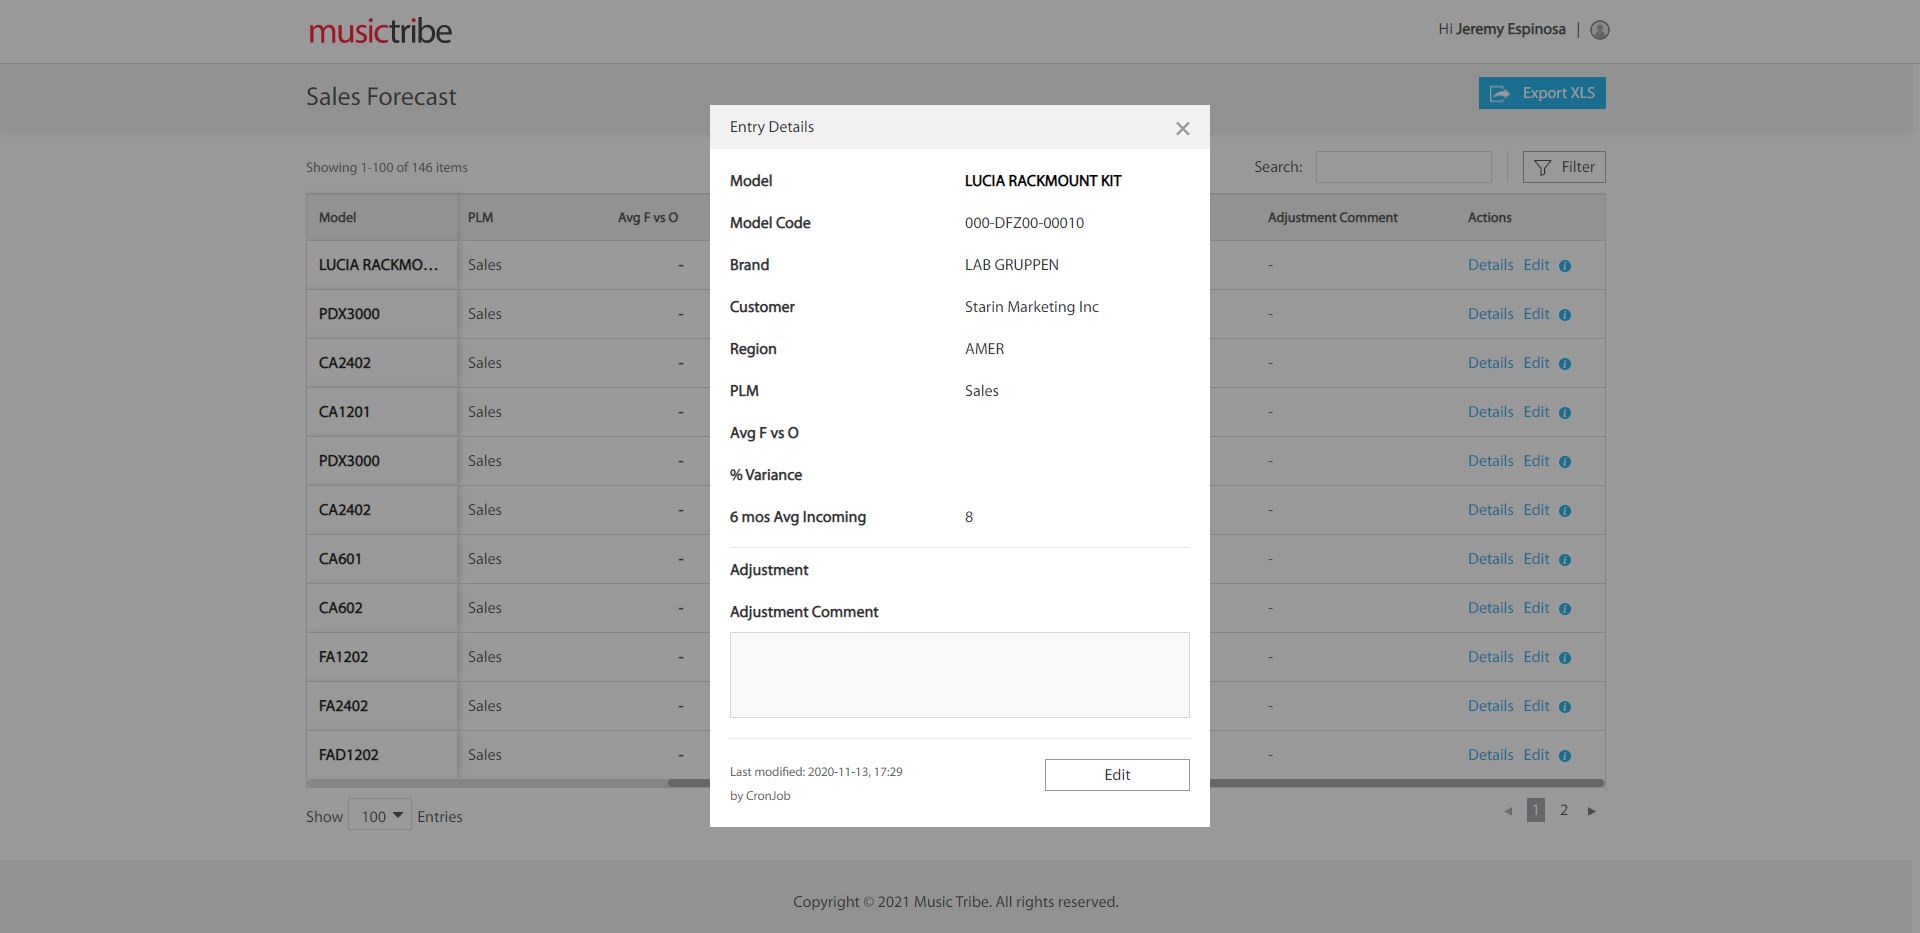 musictribe
Hi Jeremy Espinosa |
Sales Forecast
Export XLS
Showing 1-100 of 146 items
Search:
Filter
Model PLM Avg F vs O Adjustment Comment Actions
LUCIA RACKMO... Sales - - Details Edit i
PDX3000 Sales - - Details Edit i
CA2402 Sales - - Details Edit i
CA1201 Sales - - Details Edit i
PDX3000 Sales - - Details Edit i
CA2402 Sales - - Details Edit i
CA601 Sales - - Details Edit i
CA602 Sales - - Details Edit i
FA1202 Sales - - Details Edit i
FA2402 Sales - - Details Edit i
FAD1202 Sales - - Details Edit i
Show 100 Entries
1 2
Entry Details
Model LUCIA RACKMOUNT KIT
Model Code 000-DFZ00-00010
Brand LAB GRUPPEN
Customer Starin Marketing Inc
Region AMER
PLM Sales
Avg F vs O
% Variance
6 mos Avg Incoming 8
Adjustment
Adjustment Comment
Last modified: 2020-11-13, 17:29
by CronJob
Edit
Copyright © 2021 Music Tribe. All rights reserved.